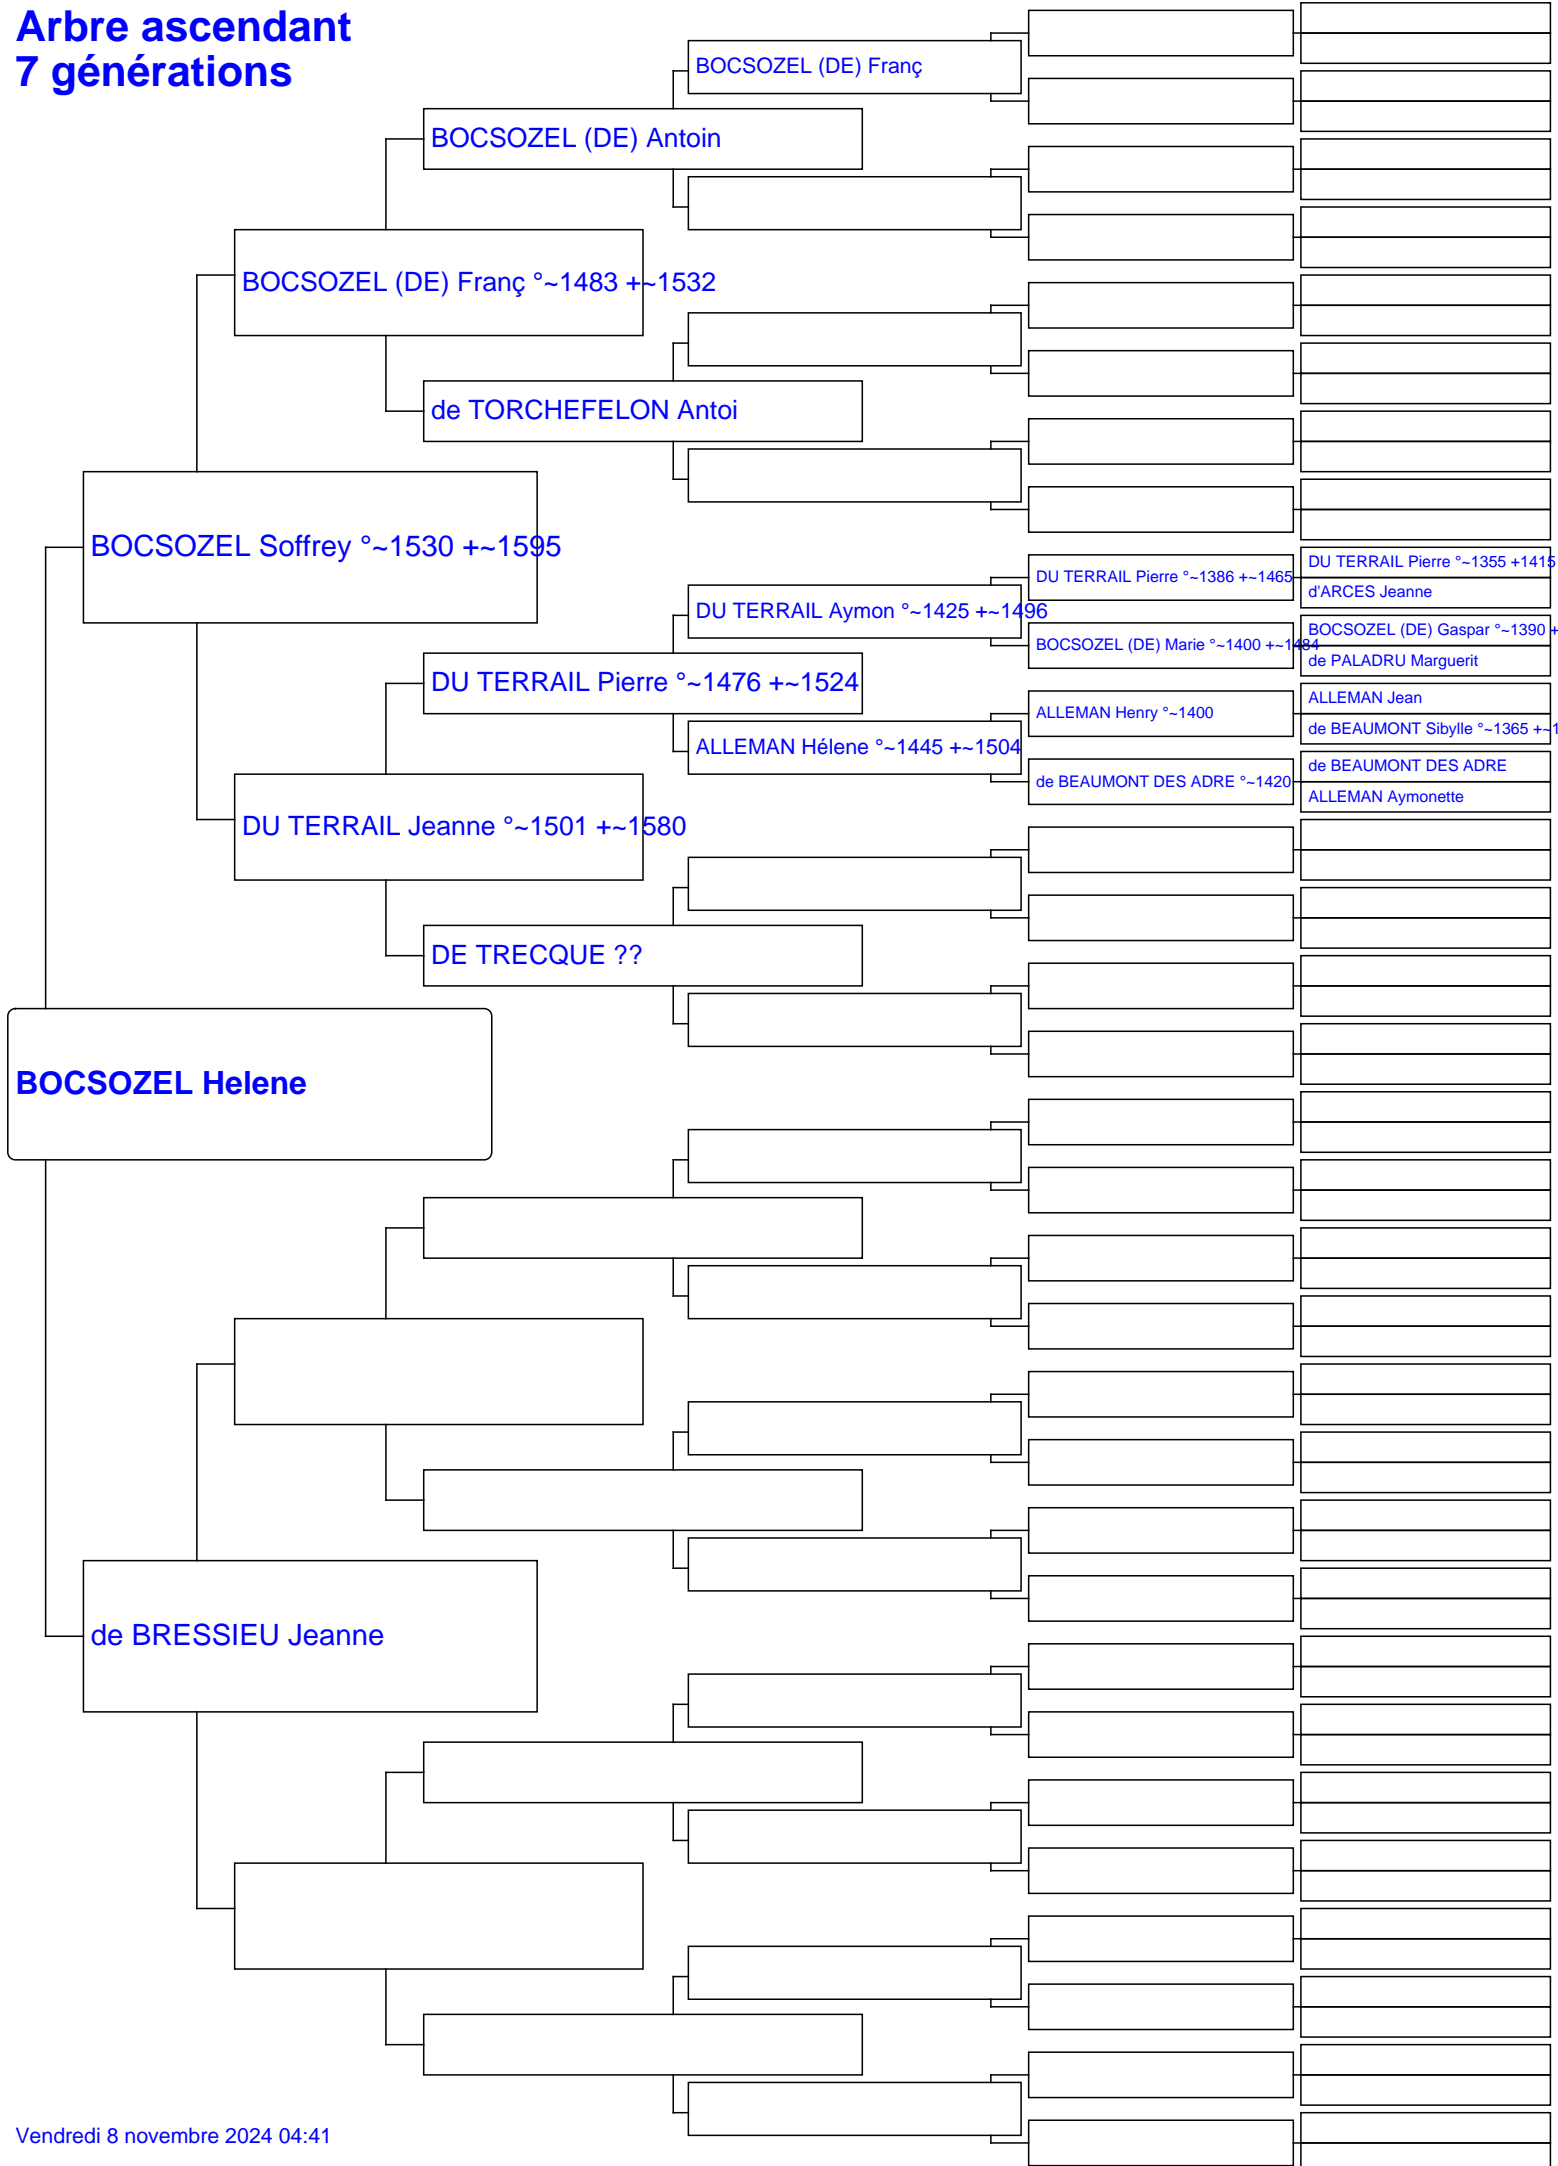 Arbre ascendant
7 générations
BOCSOZEL (DE) Franç
BOCSOZEL (DE) Antoin
BOCSOZEL (DE) Franç °~1483 +~1532
de TORCHEFELON Antoi
BOCSOZEL Soffrey °~1530 +~1595
DU TERRAIL Pierre °~1355 +1415
DU TERRAIL Pierre °~1386 +~1465
d'ARCES Jeanne
DU TERRAIL Aymon °~1425 +~1496
BOCSOZEL (DE) Gaspar °~1390 +
BOCSOZEL (DE) Marie °~1400 +~1484
de PALADRU Marguerit
DU TERRAIL Pierre °~1476 +~1524
ALLEMAN Jean
ALLEMAN Henry °~1400
de BEAUMONT Sibylle °~1365 +~1
ALLEMAN Hélene °~1445 +~1504
de BEAUMONT DES ADRE
de BEAUMONT DES ADRE °~1420
ALLEMAN Aymonette
DU TERRAIL Jeanne °~1501 +~1580
DE TRECQUE ??
BOCSOZEL Helene
de BRESSIEU Jeanne
Vendredi 8 novembre 2024 04:41